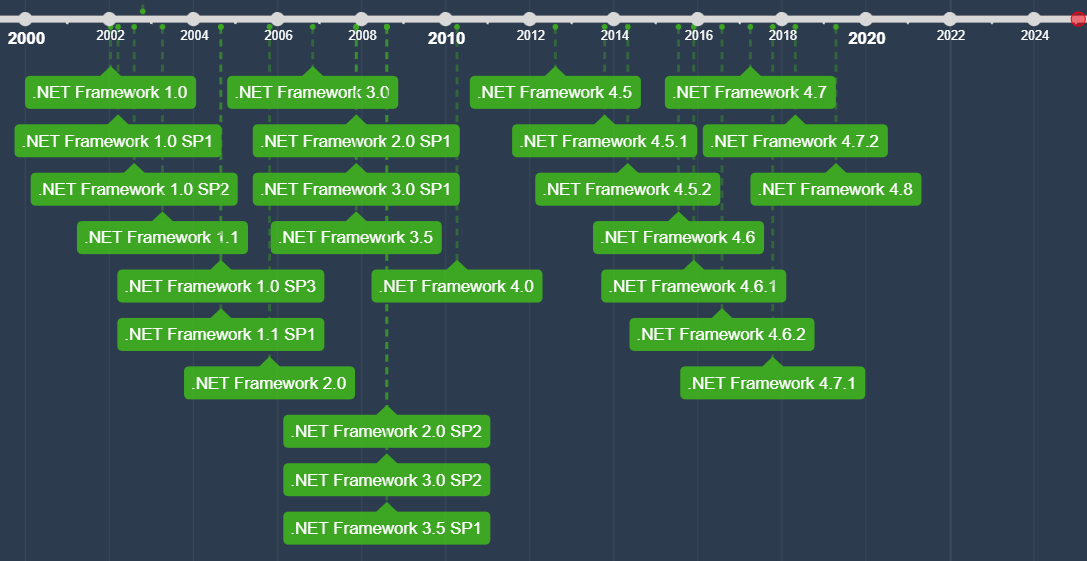 2000 2002 2004 2006 2008 2010 2012 2014 2016 2018 2020 2022 2024
.NET Framework 1.0 .NET Framework 3.0 .NET Framework 4.5 .NET Framework 4.7
.NET Framework 1.0 SP1 .NET Framework 2.0 SP1 .NET Framework 4.5.1 .NET Framework 4.7.2
.NET Framework 1.0 SP2 .NET Framework 3.0 SP1 .NET Framework 4.5.2 .NET Framework 4.8
.NET Framework 1.1 .NET Framework 3.5 .NET Framework 4.6
.NET Framework 1.0 SP3 .NET Framework 4.0 .NET Framework 4.6.1
.NET Framework 1.1 SP1 .NET Framework 4.6.2
.NET Framework 2.0 .NET Framework 4.7.1
.NET Framework 2.0 SP2
.NET Framework 3.0 SP2
.NET Framework 3.5 SP1